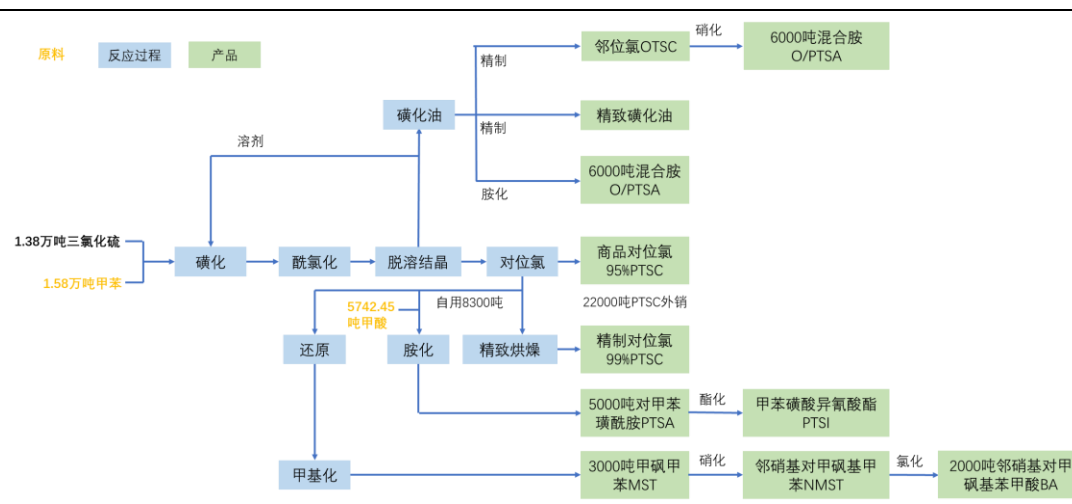 原料
反应过程
产品
邻位氯OTSC
硝化
6000吨混合胺
O/PTSA
精制
磺化油
精致磺化油
精制
溶剂
6000吨混合胺
O/PTSA
胺化
1.38万吨三氯化硫
1.58万吨甲苯
磺化
酰氯化
脱溶结晶
对位氯
商品对位氯
95%PTSC
22000吨PTSC外销
自用8300吨
5742.45
吨甲酸
还原
胺化
精致烘燥
精制对位氯
99%PTSC
5000吨对甲苯
璜酰胺PTSA
酯化
甲苯磺酸异氰酸酯
PTSI
甲基化
3000吨甲砜甲
苯MST
硝化
邻硝基对甲砜基甲
苯NMST
氯化
2000吨邻硝基对甲
砜基苯甲酸BA